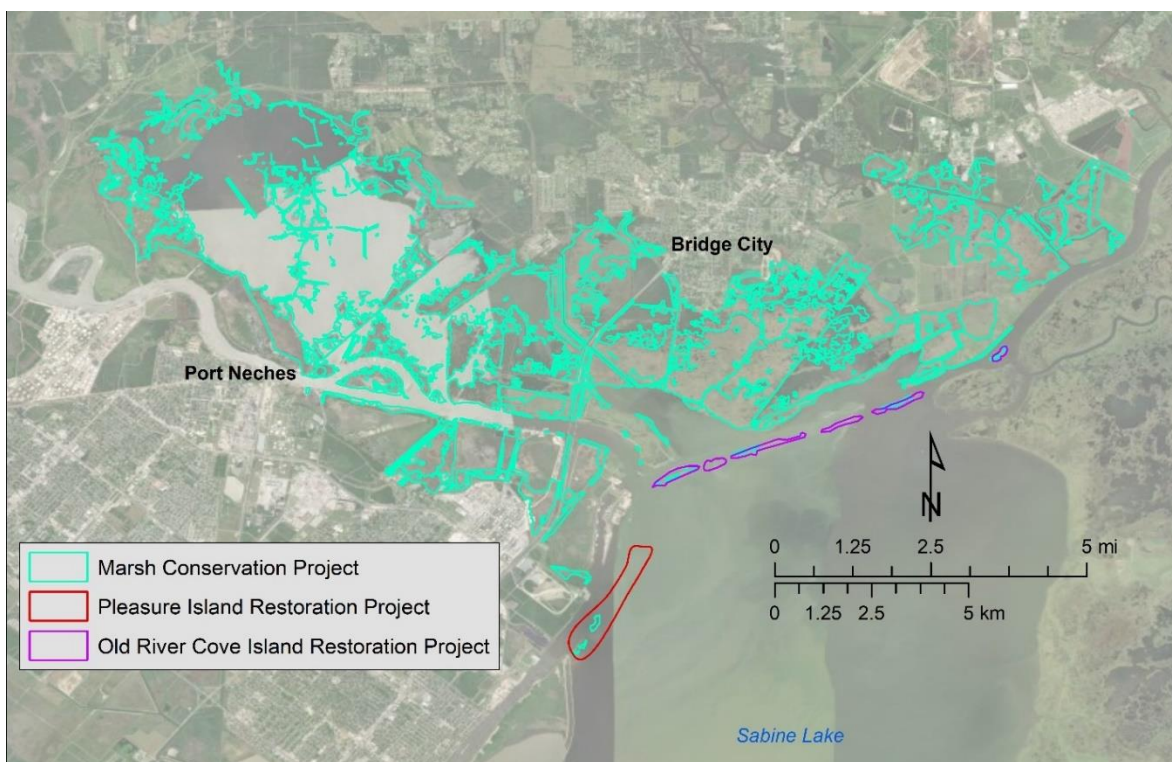 Bridge City
Port Neches
N
Marsh Conservation Project
Pleasure Island Restoration Project
Old River Cove Island Restoration Project
0 1.25 2.5 5 mi
0 1.25 2.5 5 km
Sabine Lake